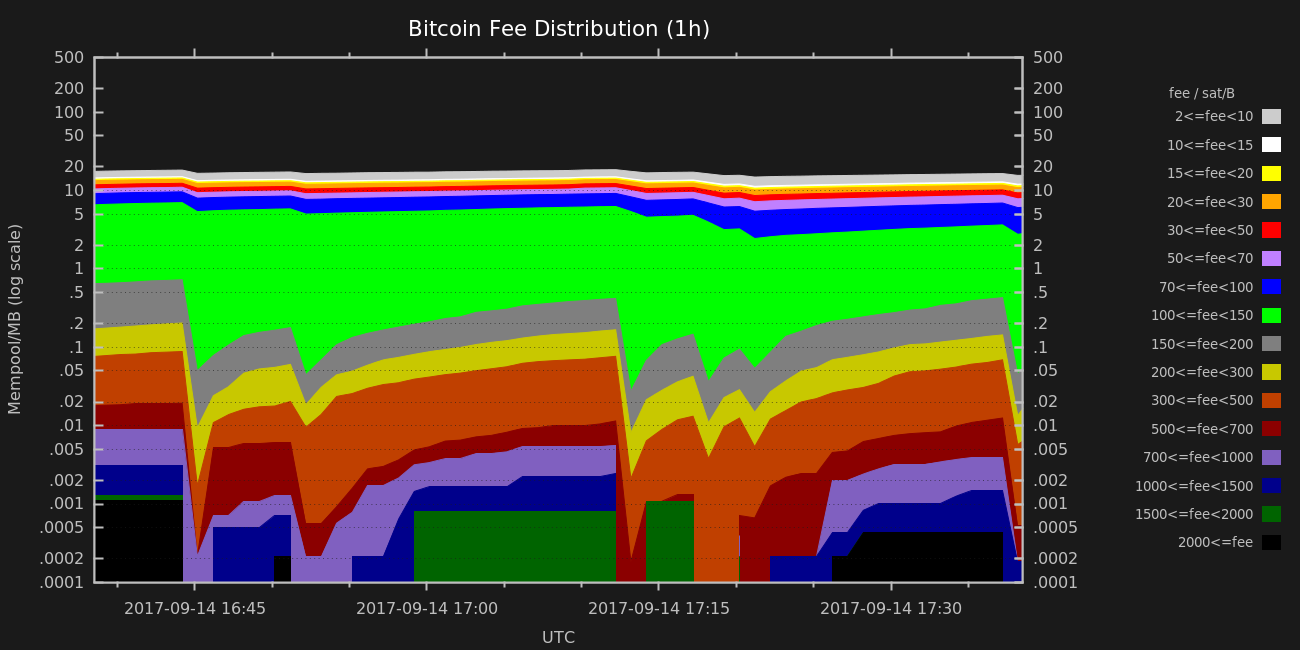 Bitcoin Fee Distribution (1h)
Mempool/MB (log scale)
500
200
100
50
20
10
5
2
1
.5
.2
.1
.05
.02
.01
.005
.002
.001
.0005
.0002
.0001
500
200
100
50
20
10
5
2
1
.5
.2
.1
.05
.02
.01
.005
.002
.001
.0005
.0002
.0001
2017-09-14 16:45
2017-09-14 17:00
2017-09-14 17:15
2017-09-14 17:30
UTC
fee / sat/B
2<=fee<10
10<=fee<15
15<=fee<20
20<=fee<30
30<=fee<50
50<=fee<70
70<=fee<100
100<=fee<150
150<=fee<200
200<=fee<300
300<=fee<500
500<=fee<700
700<=fee<1000
1000<=fee<1500
1500<=fee<2000
2000<=fee